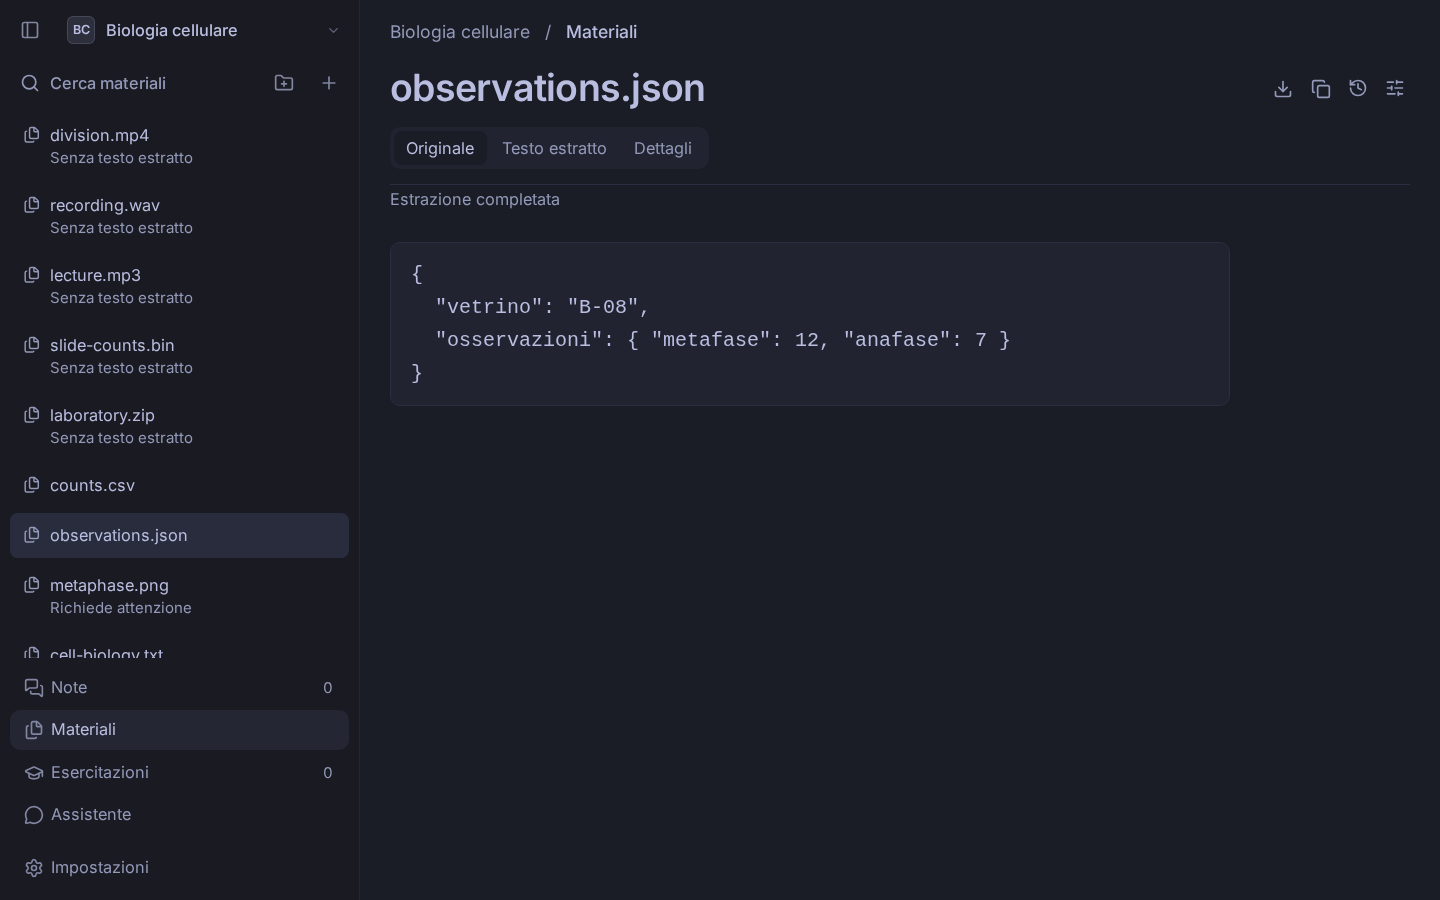 BC Biologia cellulare
Cerca materiali
division.mp4
Senza testo estratto
recording.wav
Senza testo estratto
lecture.mp3
Senza testo estratto
slide-counts.bin
Senza testo estratto
laboratory.zip
Senza testo estratto
counts.csv
observations.json
metaphase.png
Richiede attenzione
cell-biology.txt
Note 0
Materiali
Esercitazioni 0
Assistente
Impostazioni
Biologia cellulare / Materiali
observations.json
Originale Testo estratto Dettagli
Estrazione completata
{
  "vetrino": "B-08",
  "osservazioni": { "metafase": 12, "anafase": 7 }
}